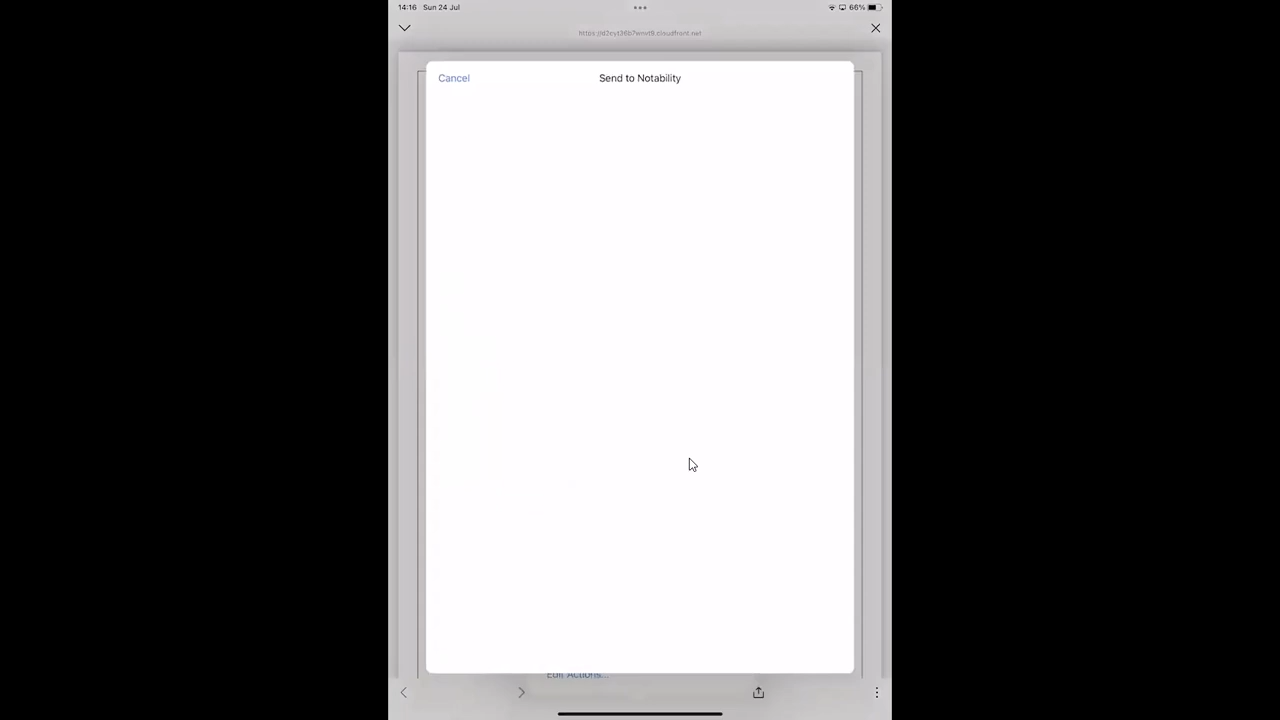 14:16 Sun 24 Jul
66%
Cancel
Send to Notability
Edit Actions...